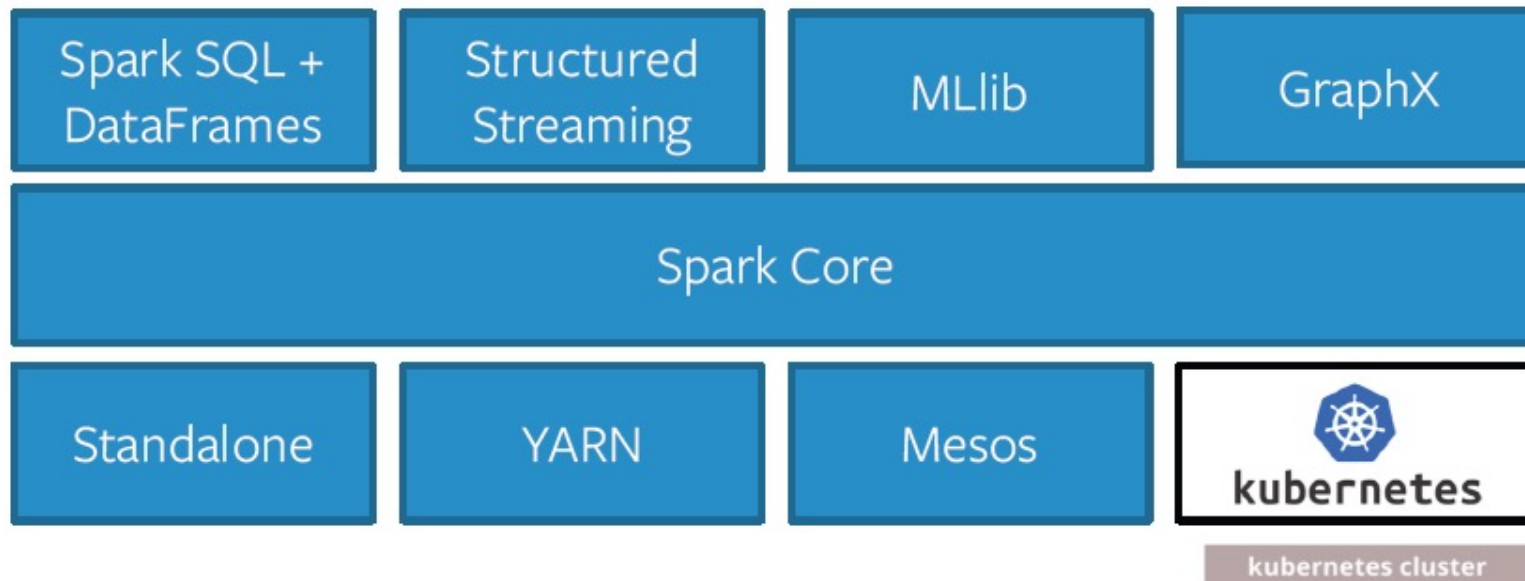 Spark SQL +
DataFrames
Structured
Streaming
MLlib
GraphX
Spark Core
Standalone
YARN
Mesos
kubernetes
kubernetes cluster